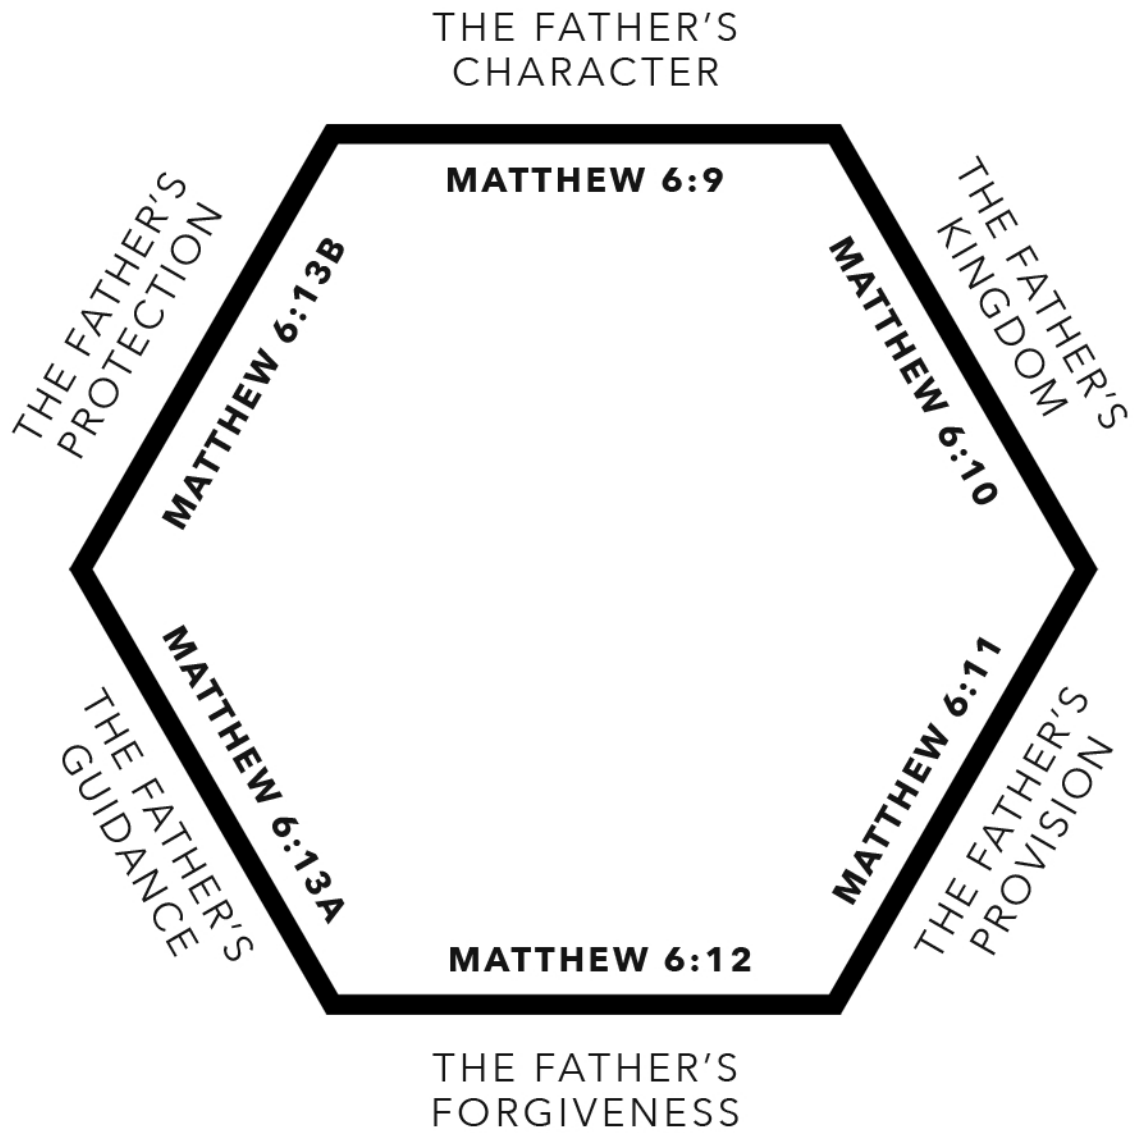 THE FATHER’S
CHARACTER
MATTHEW 6:9
THE FATHER’S
KINGDOM
MATTHEW 6:10
THE FATHER’S
PROVISION
MATTHEW 6:11
THE FATHER’S
FORGIVENESS
MATTHEW 6:12
THE FATHER’S
GUIDANCE
MATTHEW 6:13A
THE FATHER’S
PROTECTION
MATTHEW 6:13B